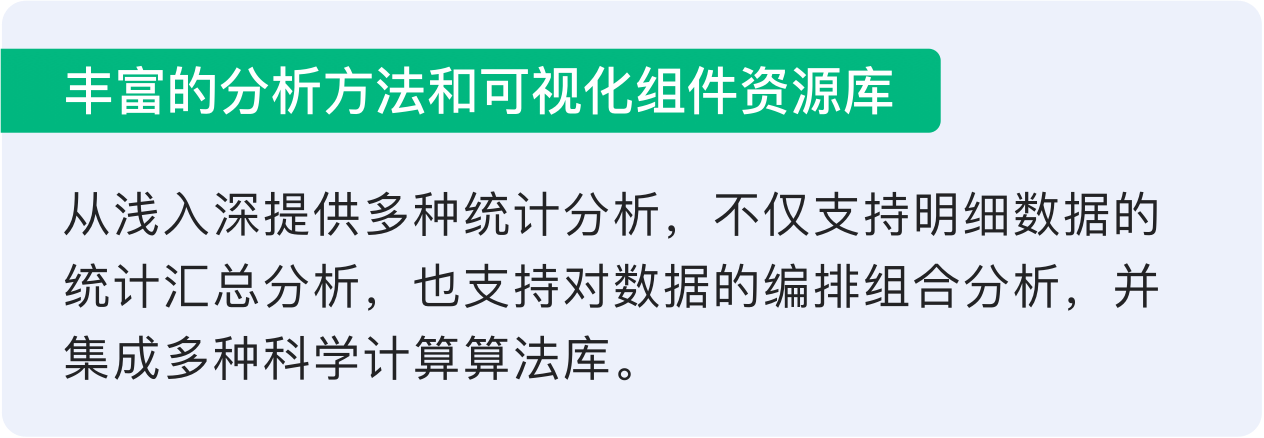 丰富的分析方法和可视化组件资源库
从浅入深提供多种统计分析，不仅支持明细数据的
统计汇总分析，也支持对数据的编排组合分析，并
集成多种科学计算算法库。